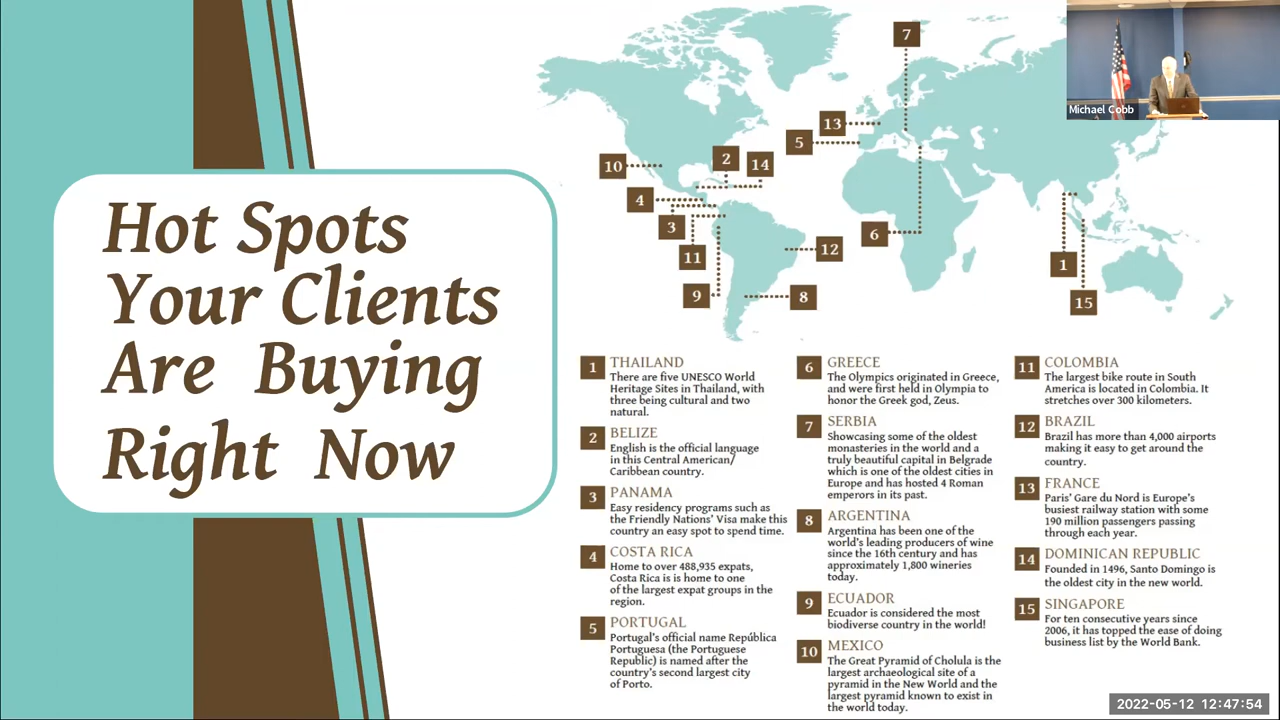 Hot Spots
Your Clients
Are Buying
Right Now
7
13
5
2
14
10
4
3
11
12
6
9
8
1
15
Michael Cobb
1 THAILAND
There are five UNESCO World
Heritage Sites in Thailand, with
three being cultural and two
natural.
2 BELIZE
English is the official language
in this Central American/
Caribbean country.
3 PANAMA
Easy residency programs such as
the Friendly Nations' Visa make this
country an easy spot to spend time.
4 COSTA RICA
Home to over 488,935 expats,
Costa Rica is is home to one
of the largest expat groups in the
region.
5 PORTUGAL
Portugal's official name República
Portuguesa (the Portuguese
Republic) is named after the
country's second largest city
of Porto.
6 GREECE
The Olympics originated in Greece,
and were first held in Olympia to
honor the Greek god, Zeus.
7 SERBIA
Showcasing some of the oldest
monasteries in the world and a
truly beautiful capital in Belgrade
which is one of the oldest cities in
Europe and has hosted 4 Roman
emperors in its past.
8 ARGENTINA
Argentina has been one of the
world's leading producers of wine
since the 16th century and has
approximately 1,800 wineries
today.
9 ECUADOR
Ecuador is considered the most
biodiverse country in the world!
10 MEXICO
The Great Pyramid of Cholula is the
largest archaeological site of a
pyramid in the New World and the
largest pyramid known to exist in
the world today.
11 COLOMBIA
The largest bike route in South
America is located in Colombia. It
stretches over 300 kilometers.
12 BRAZIL
Brazil has more than 4,000 airports
making it easy to get around the
country.
13 FRANCE
Paris' Gare du Nord is Europe's
busiest railway station with some
190 million passengers passing
through each year.
14 DOMINICAN REPUBLIC
Founded in 1496, Santo Domingo is
the oldest city in the new world.
15 SINGAPORE
For ten consecutive years since
2006, it has topped the ease of doing
business list by the World Bank.
2022-05-12 12:47:54